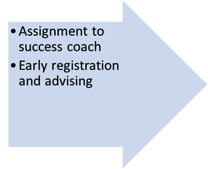 • Assignment to
success coach
• Early registration
and advising